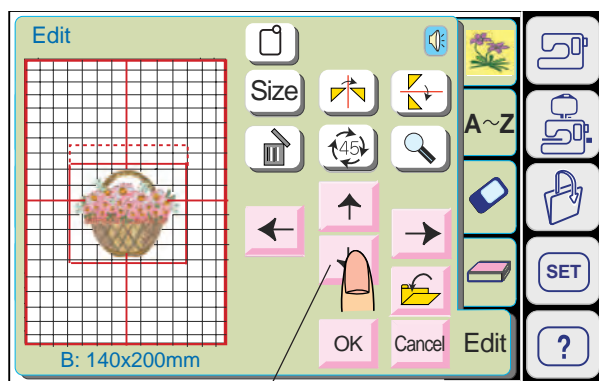 Edit
Size
A~Z
45
SET
OK
Cancel
Edit
?
B: 140x200mm